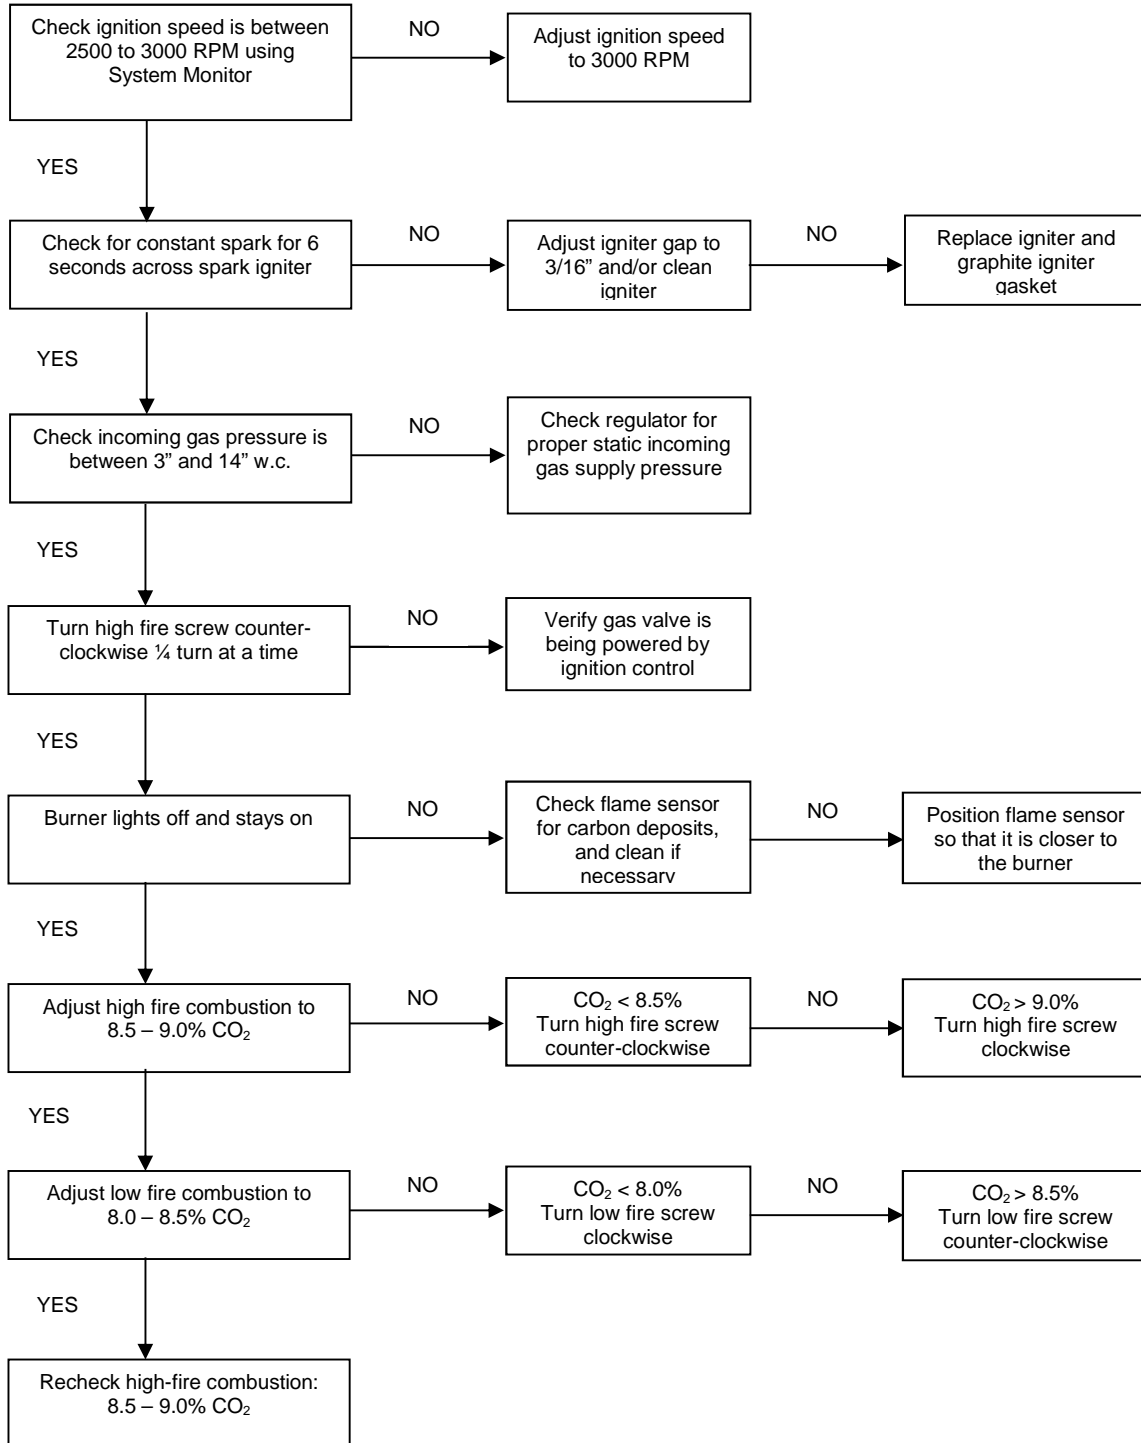 Check ignition speed is between
2500 to 3000 RPM using
System Monitor
NO
Adjust ignition speed
to 3000 RPM
YES
Check for constant spark for 6
seconds across spark igniter
NO
Adjust igniter gap to
3/16” and/or clean
igniter
NO
Replace igniter and
graphite igniter
gasket
YES
Check incoming gas pressure is
between 3” and 14” w.c.
NO
Check regulator for
proper static incoming
gas supply pressure
YES
Turn high fire screw counter-
clockwise ¼ turn at a time
NO
Verify gas valve is
being powered by
ignition control
YES
Burner lights off and stays on
NO
Check flame sensor
for carbon deposits,
and clean if
necessary
NO
Position flame sensor
so that it is closer to
the burner
YES
Adjust high fire combustion to
8.5 – 9.0% CO₂
NO
CO₂ < 8.5%
Turn high fire screw
counter-clockwise
NO
CO₂ > 9.0%
Turn high fire screw
clockwise
YES
Adjust low fire combustion to
8.0 – 8.5% CO₂
NO
CO₂ < 8.0%
Turn low fire screw
clockwise
NO
CO₂ > 8.5%
Turn low fire screw
counter-clockwise
YES
Recheck high-fire combustion:
8.5 – 9.0% CO₂